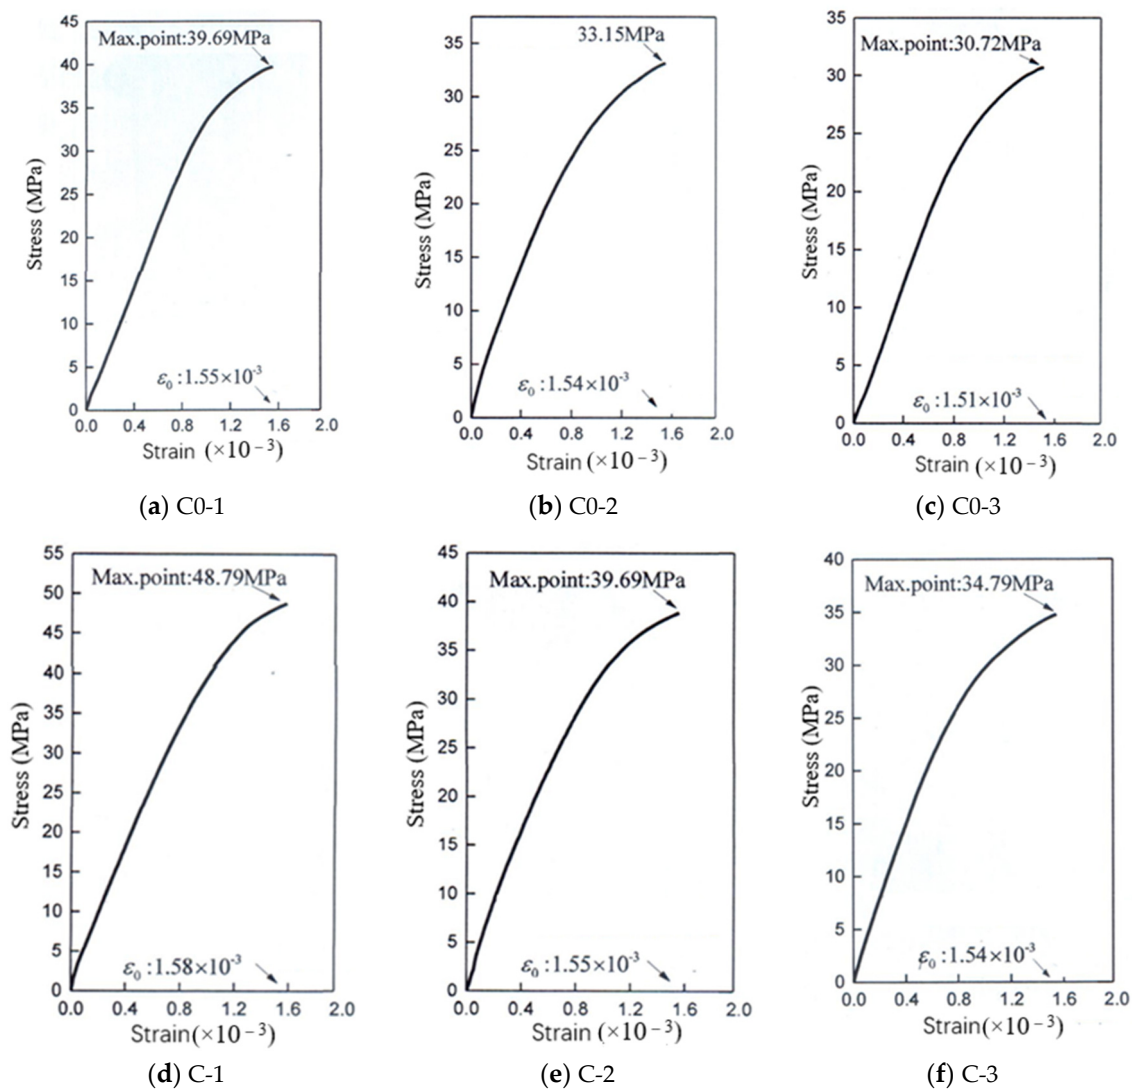 45
40
35
30
25
20
15
10
5
0
Stress (MPa)
Max.point:39.69MPa
ε₀ :1.55×10⁻³
0.0 0.4 0.8 1.2 1.6 2.0
Strain (×10⁻³)
(a) C0-1
35
30
25
20
15
10
5
0
Stress (MPa)
33.15MPa
ε₀ :1.54×10⁻³
0.0 0.4 0.8 1.2 1.6 2.0
Strain (×10⁻³)
(b) C0-2
35
30
25
20
15
10
5
0
Stress (MPa)
Max.point:30.72MPa
ε₀ :1.51×10⁻³
0.0 0.4 0.8 1.2 1.6 2.0
Strain (×10⁻³)
(c) C0-3
55
50
45
40
35
30
25
20
15
10
5
0
Stress (MPa)
Max.point:48.79MPa
ε₀ :1.58×10⁻³
0.0 0.4 0.8 1.2 1.6 2.0
Strain(×10⁻³)
(d) C-1
45
40
35
30
25
20
15
10
5
0
Stress (MPa)
Max.point:39.69MPa
ε₀ :1.55×10⁻³
0.0 0.4 0.8 1.2 1.6 2.0
Strain (×10⁻³)
(e) C-2
40
35
30
25
20
15
10
5
0
Stress (MPa)
Max.point:34.79MPa
ε₀ :1.54×10⁻³
0.0 0.4 0.8 1.2 1.6 2.0
Strain(×10⁻³)
(f) C-3